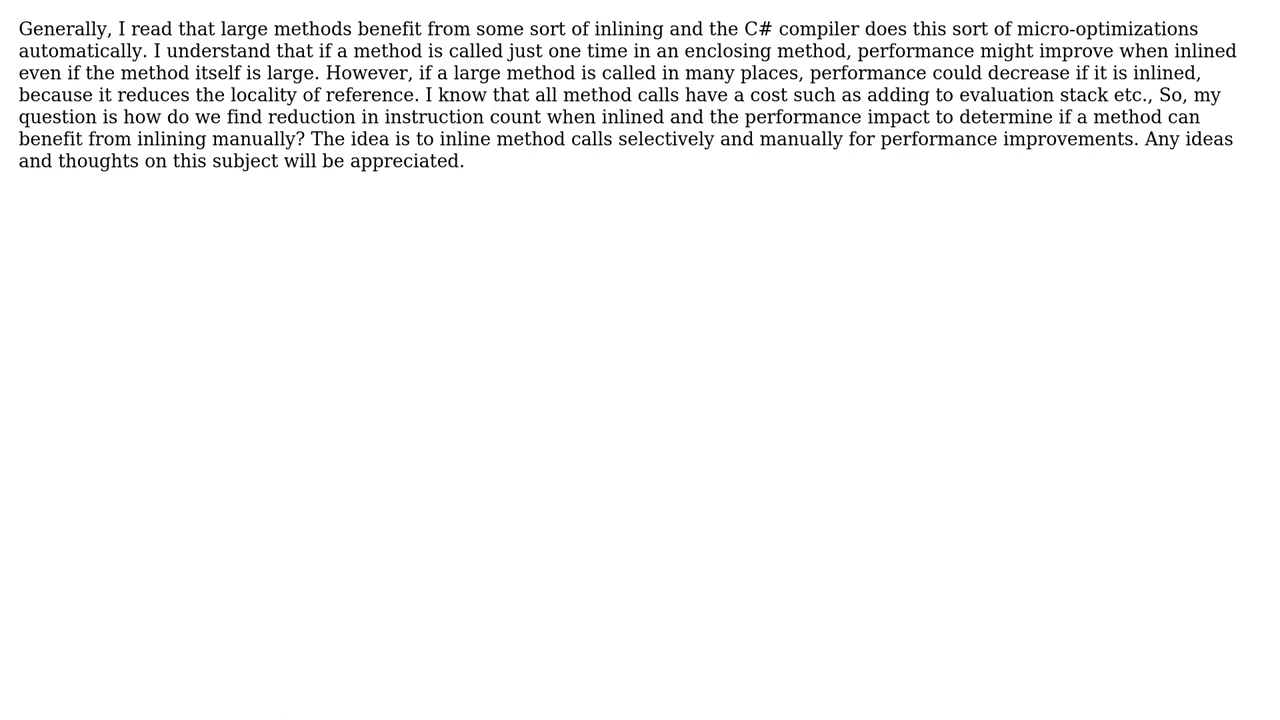 Generally, I read that large methods benefit from some sort of inlining and the C# compiler does this sort of micro-optimizations
automatically. I understand that if a method is called just one time in an enclosing method, performance might improve when inlined
even if the method itself is large. However, if a large method is called in many places, performance could decrease if it is inlined,
because it reduces the locality of reference. I know that all method calls have a cost such as adding to evaluation stack etc., So, my
question is how do we find reduction in instruction count when inlined and the performance impact to determine if a method can
benefit from inlining manually? The idea is to inline method calls selectively and manually for performance improvements. Any ideas
and thoughts on this subject will be appreciated.